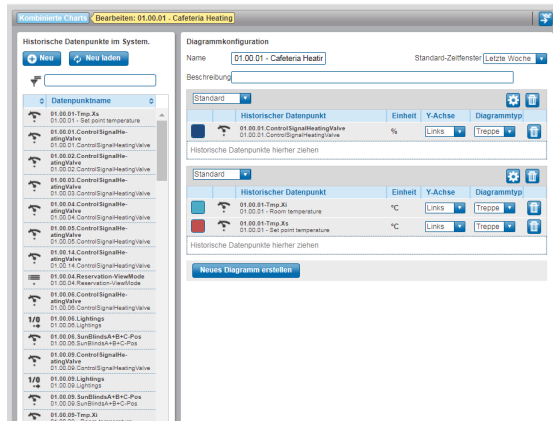 Kombinierte Charts Bearbeiten: 01.00.01 - Cafeteria Heating
Historische Datenpunkte im System.
Neu Neu laden
Datenpunktname
01.00.01-Tmp.Xs
01.00.01 - Set point temperature
01.00.01.ControlSignalHe-
atingValve
01.00.01.ControlSignalHeatingValve
01.00.02.ControlSignalHe-
atingValve
01.00.02.ControlSignalHeatingValve
01.00.03.ControlSignalHe-
atingValve
01.00.03.ControlSignalHeatingValve
01.00.04.ControlSignalHe-
atingValve
01.00.04.ControlSignalHeatingValve
01.00.05.ControlSignalHe-
atingValve
01.00.05.ControlSignalHeatingValve
01.00.14.ControlSignalHe-
atingValve
01.00.14.ControlSignalHeatingValve
01.00.04.Reservation-ViewMode
01.00.04.Reservation-ViewMode
01.00.06.ControlSignalHe-
atingValve
01.00.06.ControlSignalHeatingValve
1/0 01.00.06.Lightings
01.00.06.Lightings
01.00.06.SunBlindsA+B+C-Pos
01.00.06.SunBlindsA+B+C-Pos
01.00.09.ControlSignalHe-
atingValve
01.00.09.ControlSignalHeatingValve
1/0 01.00.09.Lightings
01.00.09.Lightings
01.00.09.SunBlindsA+B+C-Pos
01.00.09.SunBlindsA+B+C-Pos
01.00.09-Tmp.Xi
01.00.09 - Room temperature
Diagrammkonfiguration
Name 01.00.01 - Cafeteria Heatir Standard-Zeitfenster Letzte Woche
Beschreibung
Standard
Historischer Datenpunkt Einheit Y-Achse Diagrammtyp
01.00.01.ControlSignalHeatingValve
01.00.01.ControlSignalHeatingValve
% Links Treppe
Historische Datenpunkte hierher ziehen
Standard
Historischer Datenpunkt Einheit Y-Achse Diagrammtyp
01.00.01-Tmp.Xi
01.00.01 - Room temperature
°C Links Treppe
01.00.01-Tmp.Xs
01.00.01 - Set point temperature
°C Links Treppe
Historische Datenpunkte hierher ziehen
Neues Diagramm erstellen